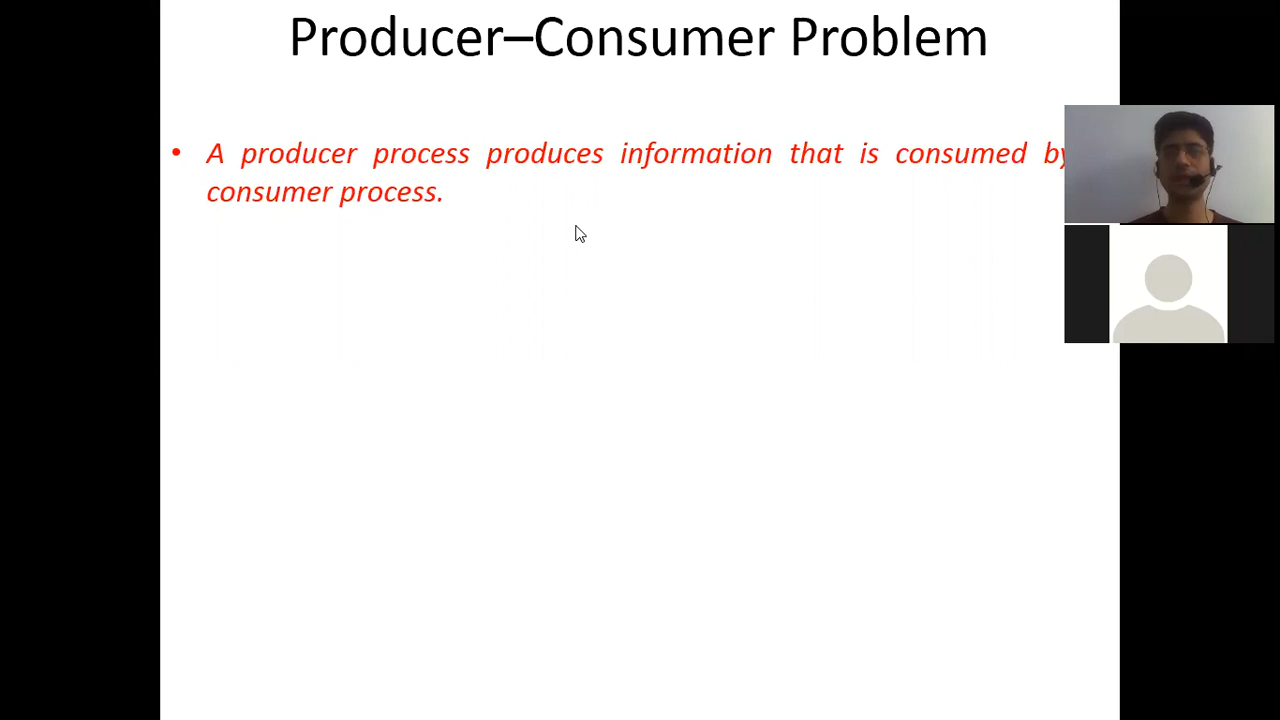 Producer–Consumer Problem
• A producer process produces information that is consumed by
consumer process.